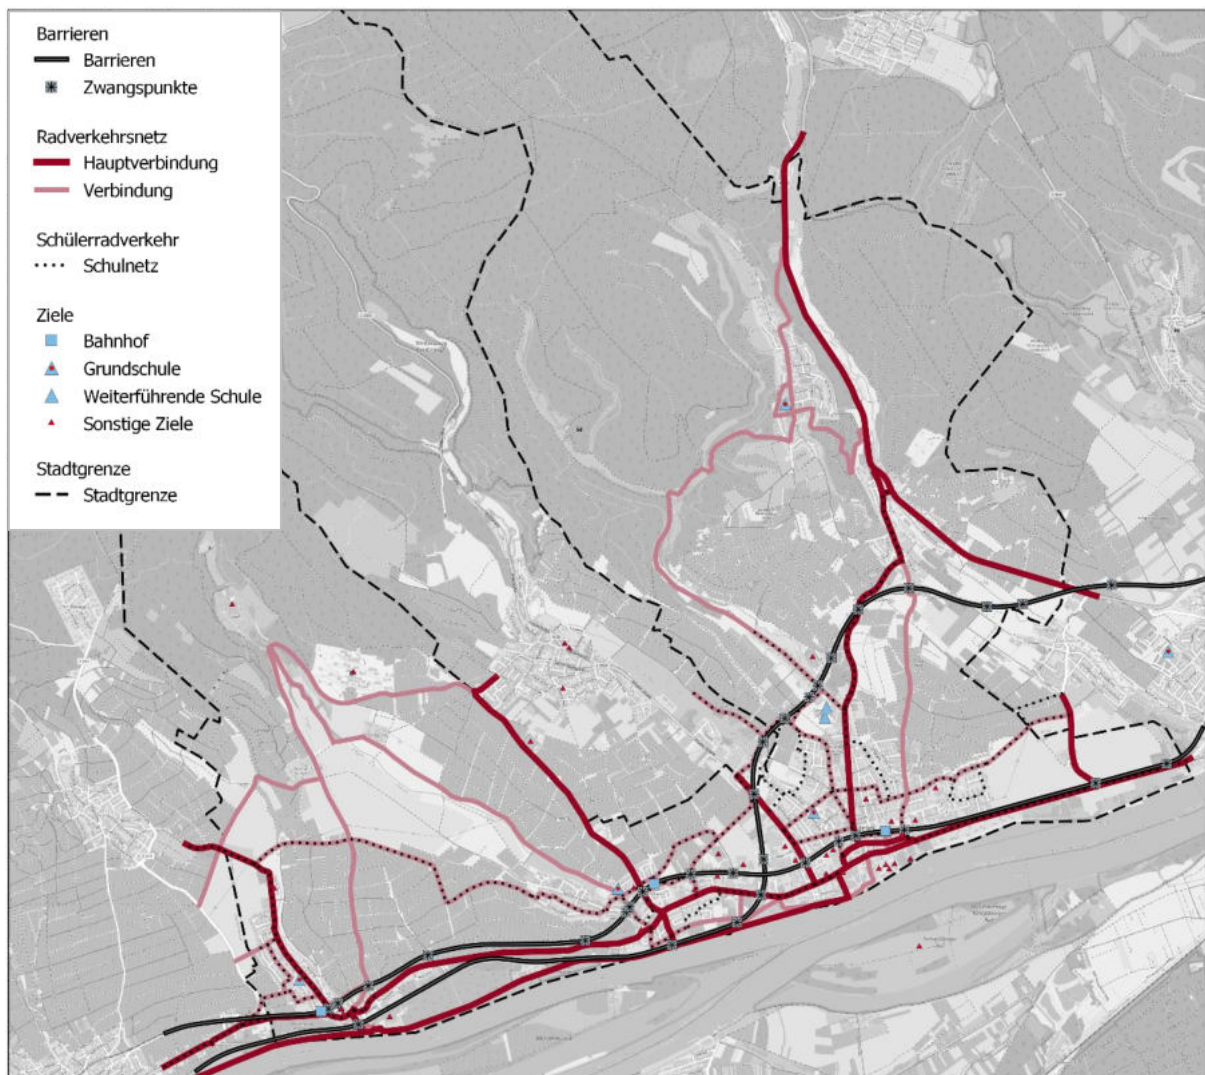 Barrieren
Barrieren
Zwangspunkte
Radverkehrsnetz
Hauptverbindung
Verbindung
Schülerradverkehr
Schulnetz
Ziele
Bahnhof
Grundschule
Weiterführende Schule
Sonstige Ziele
Stadtgrenze
Stadtgrenze